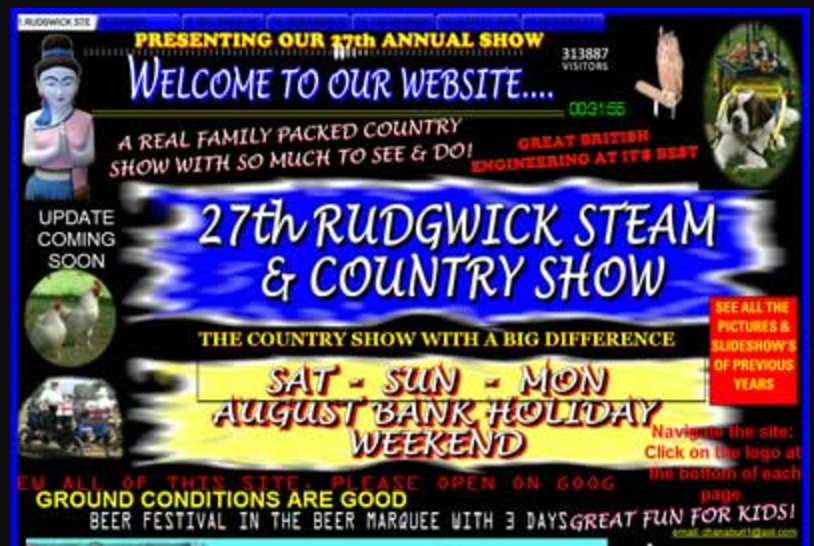 1.RUDGWICK STE
PRESENTING OUR 27th ANNUAL SHOW
313887
VISITORS
WELCOME TO OUR WEBSITE....
00:31:55
A REAL FAMILY PACKED COUNTRY
SHOW WITH SO MUCH TO SEE & DO!
GREAT BRITISH
ENGINEERING AT IT'S BEST
UPDATE
COMING
SOON
27th RUDGWICK STEAM
& COUNTRY SHOW
THE COUNTRY SHOW WITH A BIG DIFFERENCE
SEE ALL THE
PICTURES &
SLIDESHOW'S
OF PREVIOUS
YEARS
SAT - SUN - MON
AUGUST BANK HOLIDAY
WEEKEND
Navigate the site:
Click on the logo at
the bottom of each
page
EW ALL OF THIS SITE, PLEASE OPEN ON GOOG
GROUND CONDITIONS ARE GOOD
BEER FESTIVAL IN THE BEER MARQUEE WITH 3 DAYS
GREAT FUN FOR KIDS!